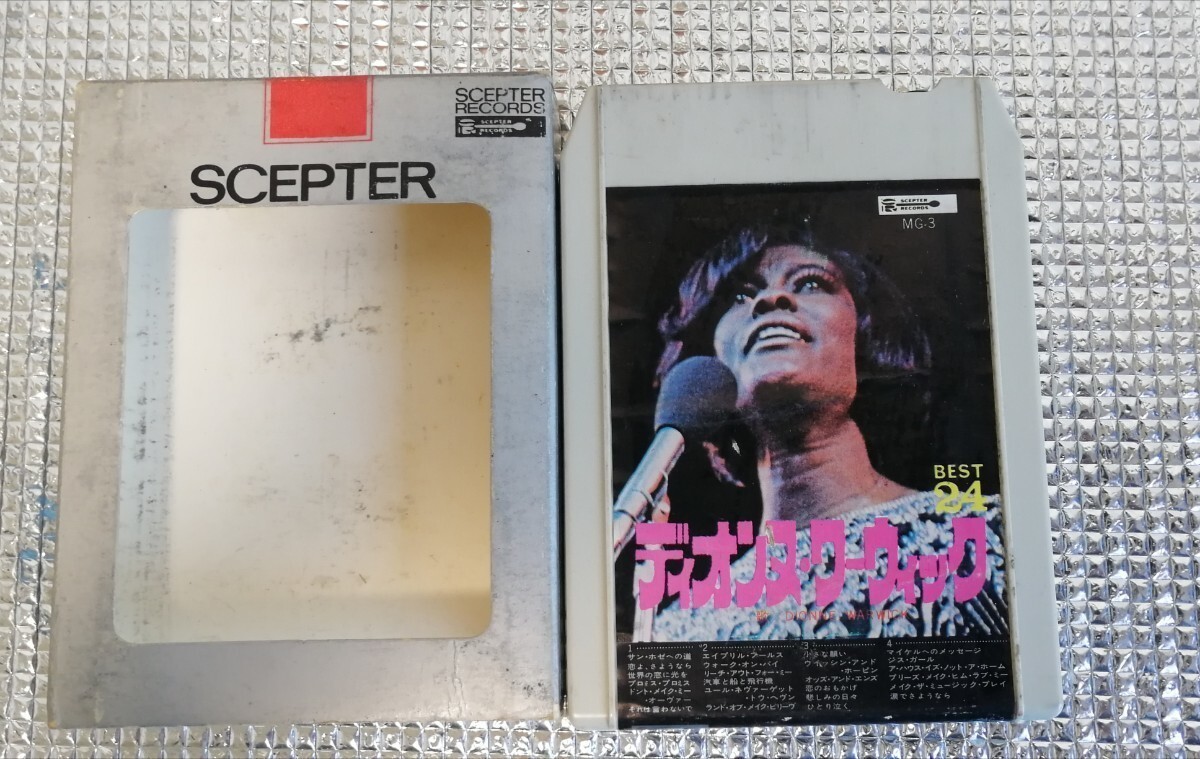 SCEPTER
RECORDS
SCEPTER
RECORDS
SCEPTER
SCEPTER
RECORDS
MG-3
BEST
24
ディオンヌ・ワーウィック
DIONNE WARWICK
1
サン・ホゼへの道
恋よ、さようなら
世界の恋に光を
プロミス・プロミス
ドント・メイク・ミー
・オーヴァー
それは言わないで
2
エイプリル・フールス
ウォーク・オン・バイ
リーチ・アウト・フォー・ミー
汽車と船と飛行機
ユール・ネヴァーゲット
・トゥ・ヘヴン
ランド・オブ・メイク・ビリーヴ
3
小さな願い
ウィッシン・アンド
・ホーピン
オッズ・アンド・エンズ
恋のおもかげ
悲しみの日々
ひとり泣く
4
マイケルへのメッセージ
ジス・ガール
ア・ハウス・イズ・ノット・ア・ホーム
プリーズ・メイク・ヒム・ラブ・ミー
メイク・ザ・ミュージック・プレイ
涙でさようなら